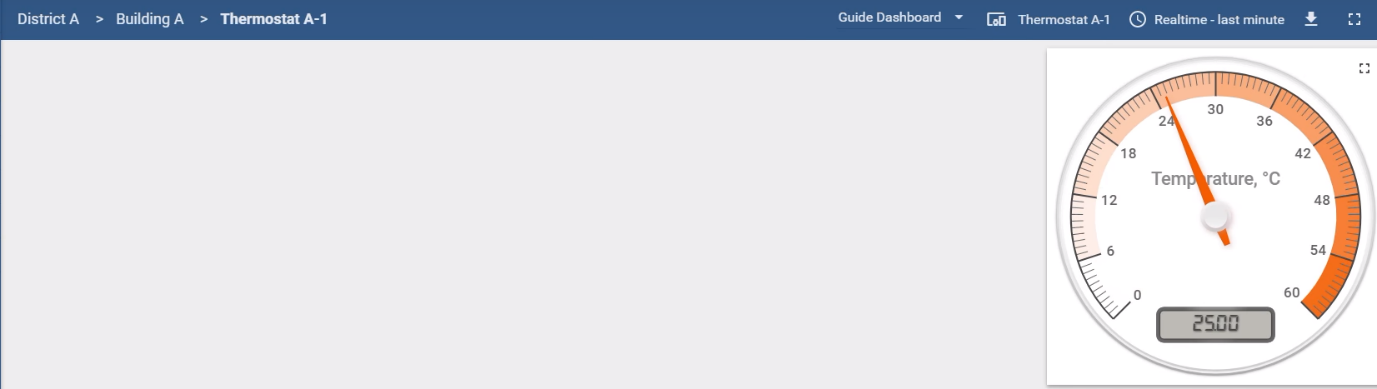 District A > Building A > Thermostat A-1
Guide Dashboard
Thermostat A-1
Realtime - last minute
30
24
36
18
42
Temperature, °C
12
48
6
54
0
60
25.00